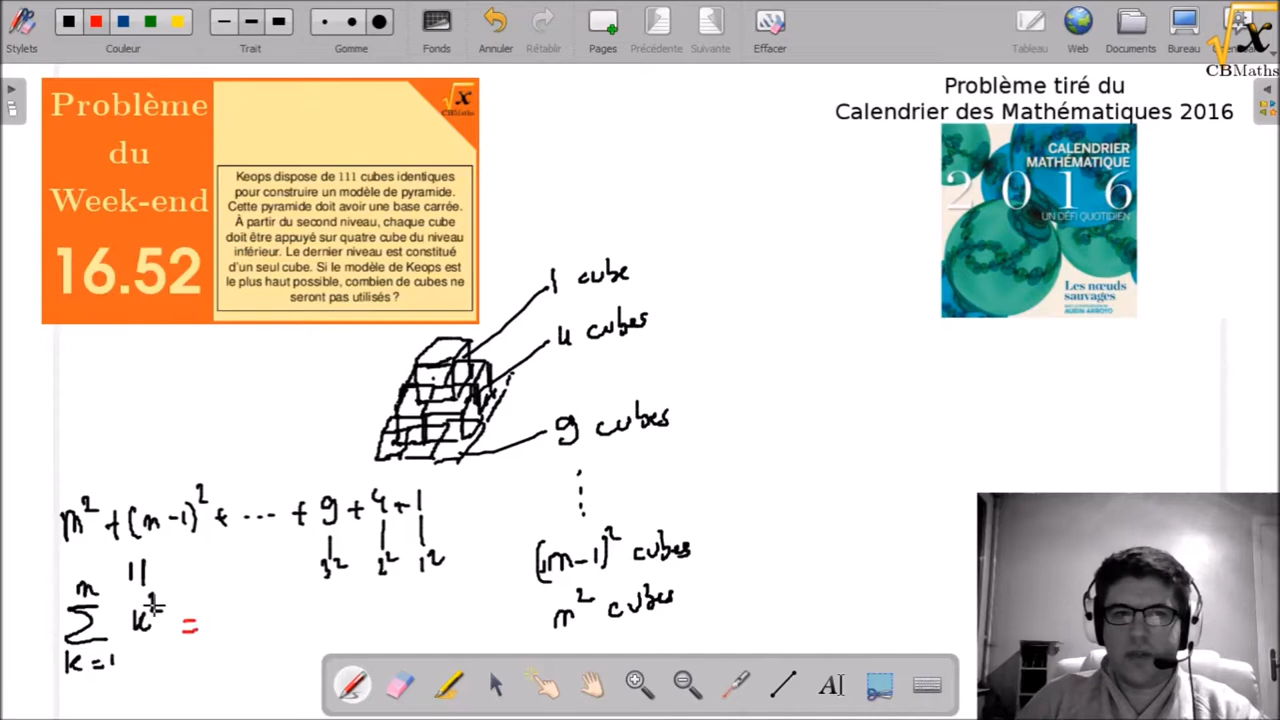 Stylets
Couleur
Trait
Gomme
Fonds
Annuler
Rétablir
Pages
Précédente
Suivante
Effacer
Tableau
Web
Documents
Bureau
√x
CBMaths
Problème
du
Week-end
16.52
√x
CBMaths
Keops dispose de 111 cubes identiques
pour construire un modèle de pyramide.
Cette pyramide doit avoir une base carrée.
À partir du second niveau, chaque cube
doit être appuyé sur quatre cube du niveau
inférieur. Le dernier niveau est constitué
d'un seul cube. Si le modèle de Keops est
le plus haut possible, combien de cubes ne
seront pas utilisés ?
Problème tiré du
Calendrier des Mathématiques 2016
CALENDRIER
MATHÉMATIQUE
2016
UN DÉFI QUOTIDIEN
Les nœuds
sauvages
AUBIN ARROYO
1 cube
4 cubes
9 cubes
⋮
(n-1)² cubes
n² cubes
n² + (n-1)² + ... + 9 + 4 + 1
3² 2² 1²
||
n
∑ k² =
k=1
AI